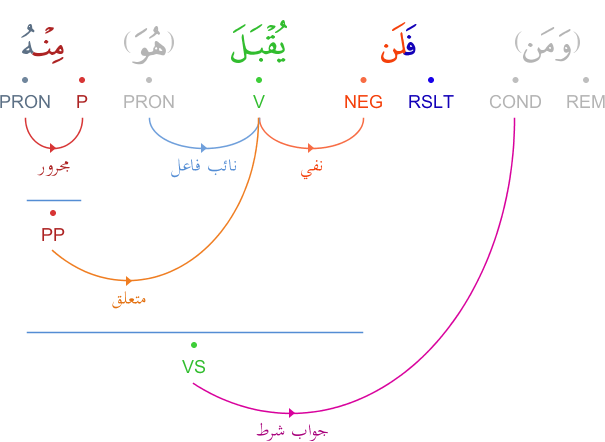 (وَمَن) فَلَن يُقْبَلَ (هُوَ) مِنْهُ
REM COND RSLT NEG V PRON P PRON
نفي نائب فاعل مجرور
PP
متعلق
VS
جواب شرط